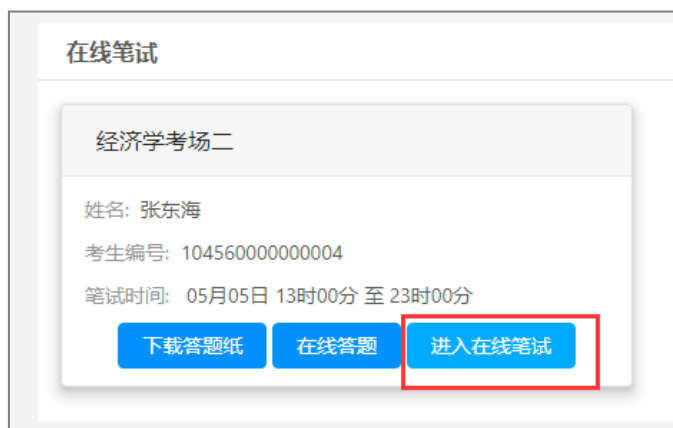 在线笔试
经济学考场二
姓名: 张东海
考生编号: 104560000000004
笔试时间: 05月05日 13时00分 至 23时00分
下载答题纸 在线答题 进入在线笔试